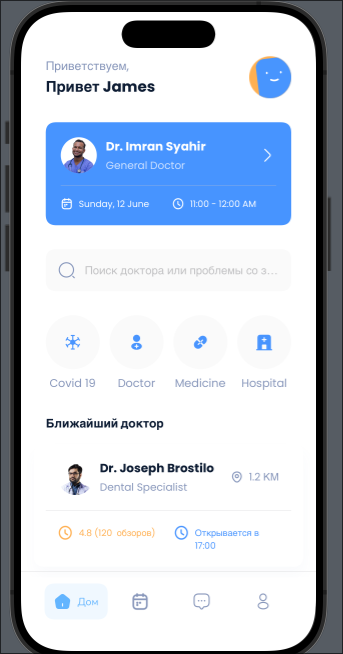 Приветствуем,
Привет James
Dr. Imran Syahir
General Doctor
Sunday, 12 June
11:00 - 12:00 AM
Поиск доктора или проблемы со з...
Covid 19
Doctor
Medicine
Hospital
Ближайший доктор
Dr. Joseph Brostilo
Dental Specialist
1.2 KM
4.8 (120 обзоров)
Открывается в
17:00
Дом